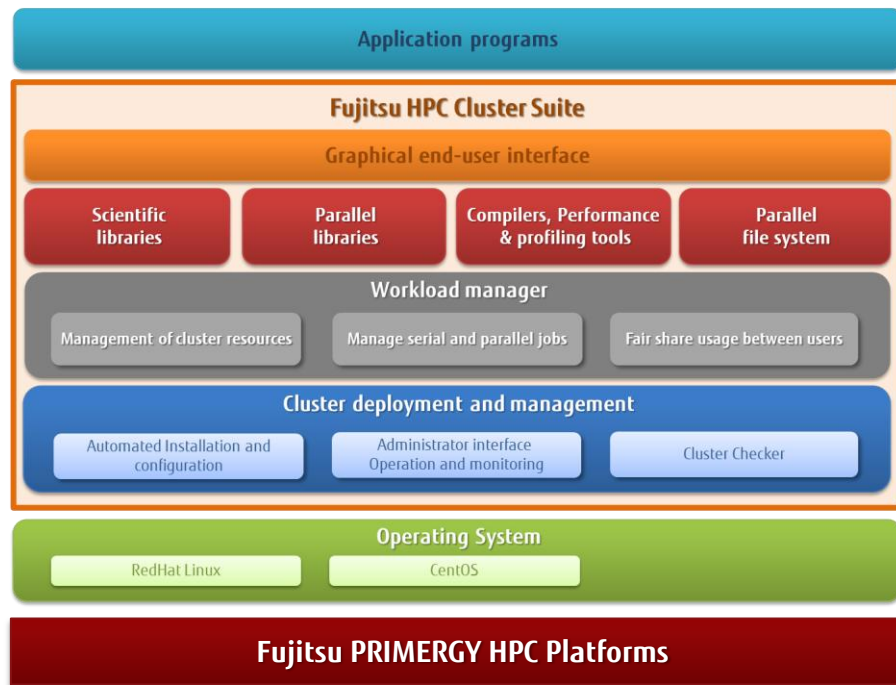 Application programs
Fujitsu HPC Cluster Suite
Graphical end-user interface
Scientific
libraries
Parallel
libraries
Compilers, Performance
& profiling tools
Parallel
file system
Workload manager
Management of cluster resources
Manage serial and parallel jobs
Fair share usage between users
Cluster deployment and management
Automated Installation and
configuration
Administrator interface
Operation and monitoring
Cluster Checker
Operating System
RedHat Linux
CentOS
Fujitsu PRIMERGY HPC Platforms